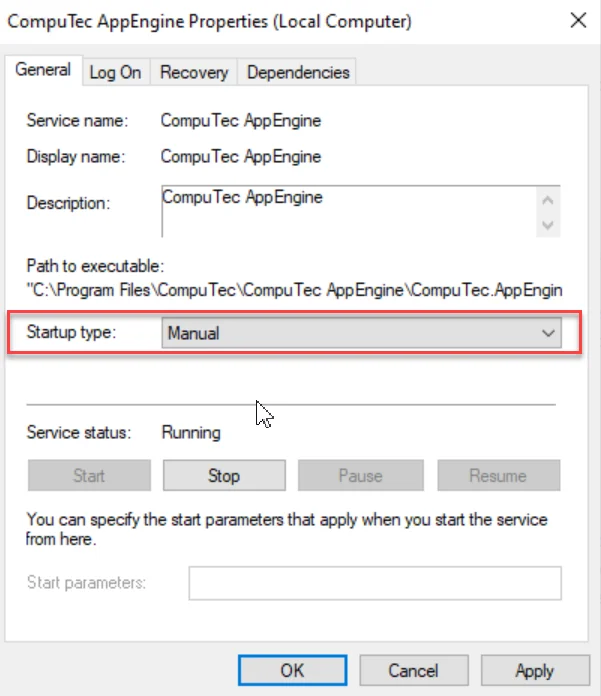 CompuTec AppEngine Properties (Local Computer)
General Log On Recovery Dependencies
Service name: CompuTec AppEngine
Display name: CompuTec AppEngine
Description: CompuTec AppEngine
Path to executable:
"C:\Program Files\CompuTec\CompuTec AppEngine\CompuTec.AppEngin
Startup type: Manual
Service status: Running
Start Stop Pause Resume
You can specify the start parameters that apply when you start the service
from here.
Start parameters:
OK Cancel Apply